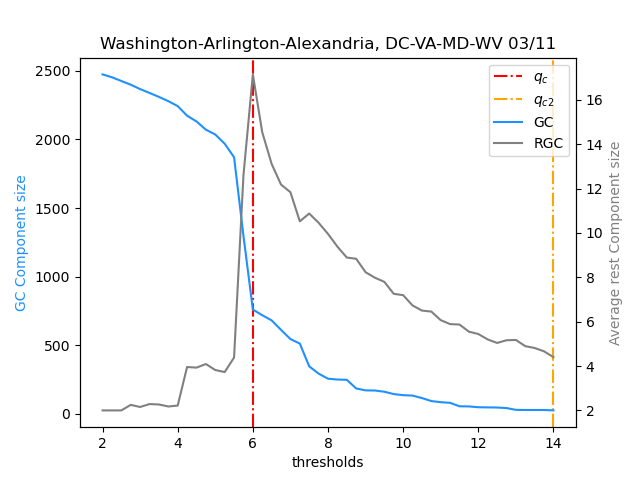 Washington-Arlington-Alexandria, DC-VA-MD-WV 03/11
2500
2000
1500
1000
500
0
GC Component size
2
4
6
8
10
12
14
thresholds
16
14
12
10
8
6
4
2
Average rest Component size
q_c
q_c2
GC
RGC